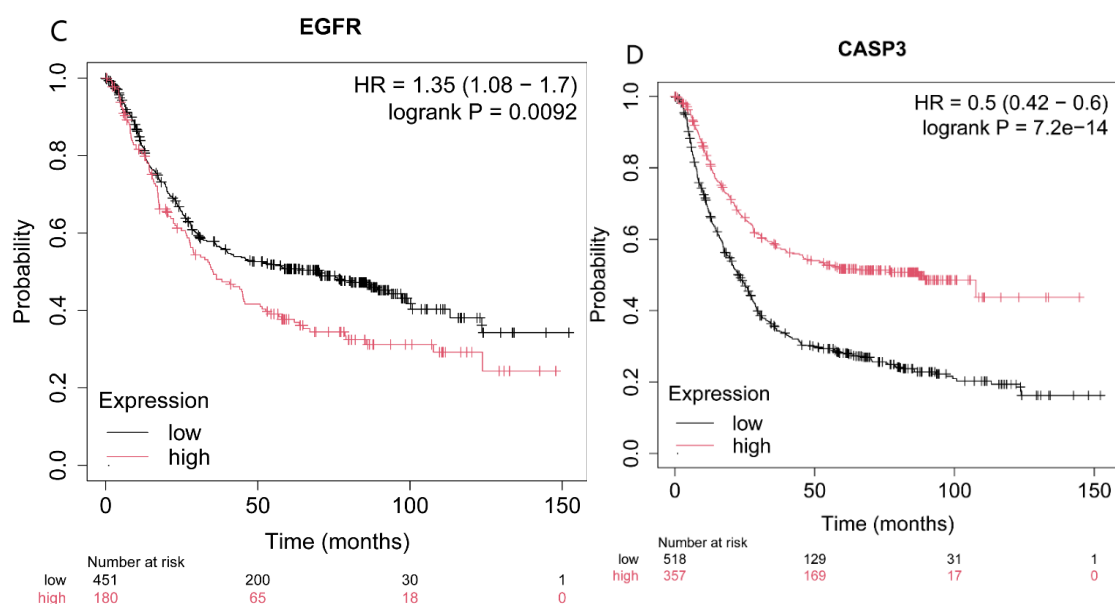 C
EGFR
HR = 1.35 (1.08 − 1.7)
logrank P = 0.0092
Probability
1.0
0.8
0.6
0.4
0.2
0.0
Expression
low
high
0
50
100
150
Time (months)
Number at risk
low 451 200 30 1
high 180 65 18 0
D
CASP3
HR = 0.5 (0.42 − 0.6)
logrank P = 7.2e−14
Probability
1.0
0.8
0.6
0.4
0.2
0.0
Expression
low
high
0
50
100
150
Time (months)
Number at risk
low 518 129 31 1
high 357 169 17 0